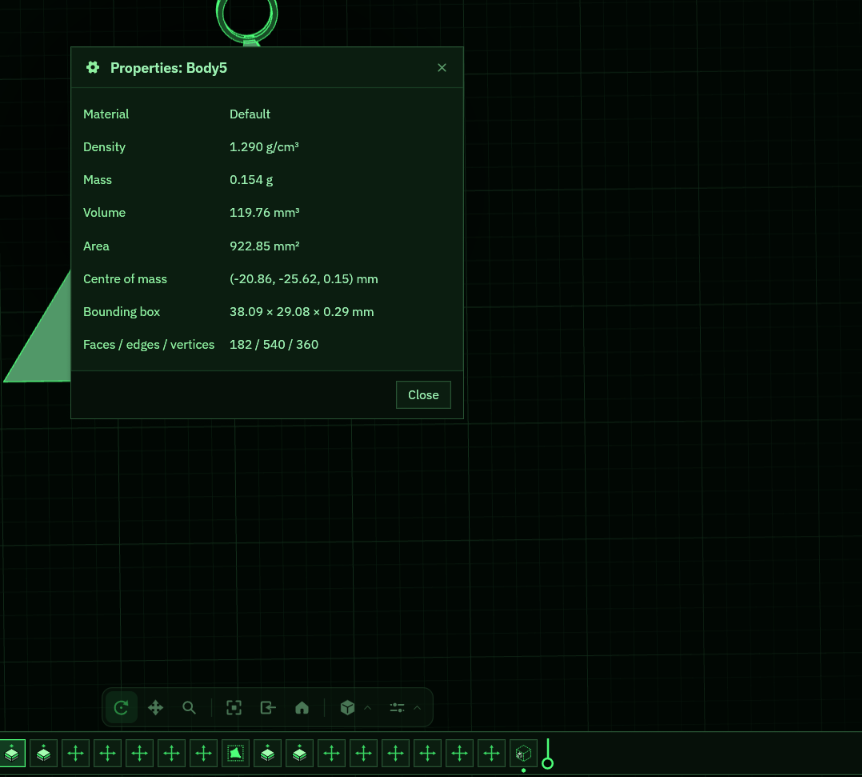 Properties: Body5
Material Default
Density 1.290 g/cm³
Mass 0.154 g
Volume 119.76 mm³
Area 922.85 mm²
Centre of mass (-20.86, -25.62, 0.15) mm
Bounding box 38.09 × 29.08 × 0.29 mm
Faces / edges / vertices 182 / 540 / 360
Close